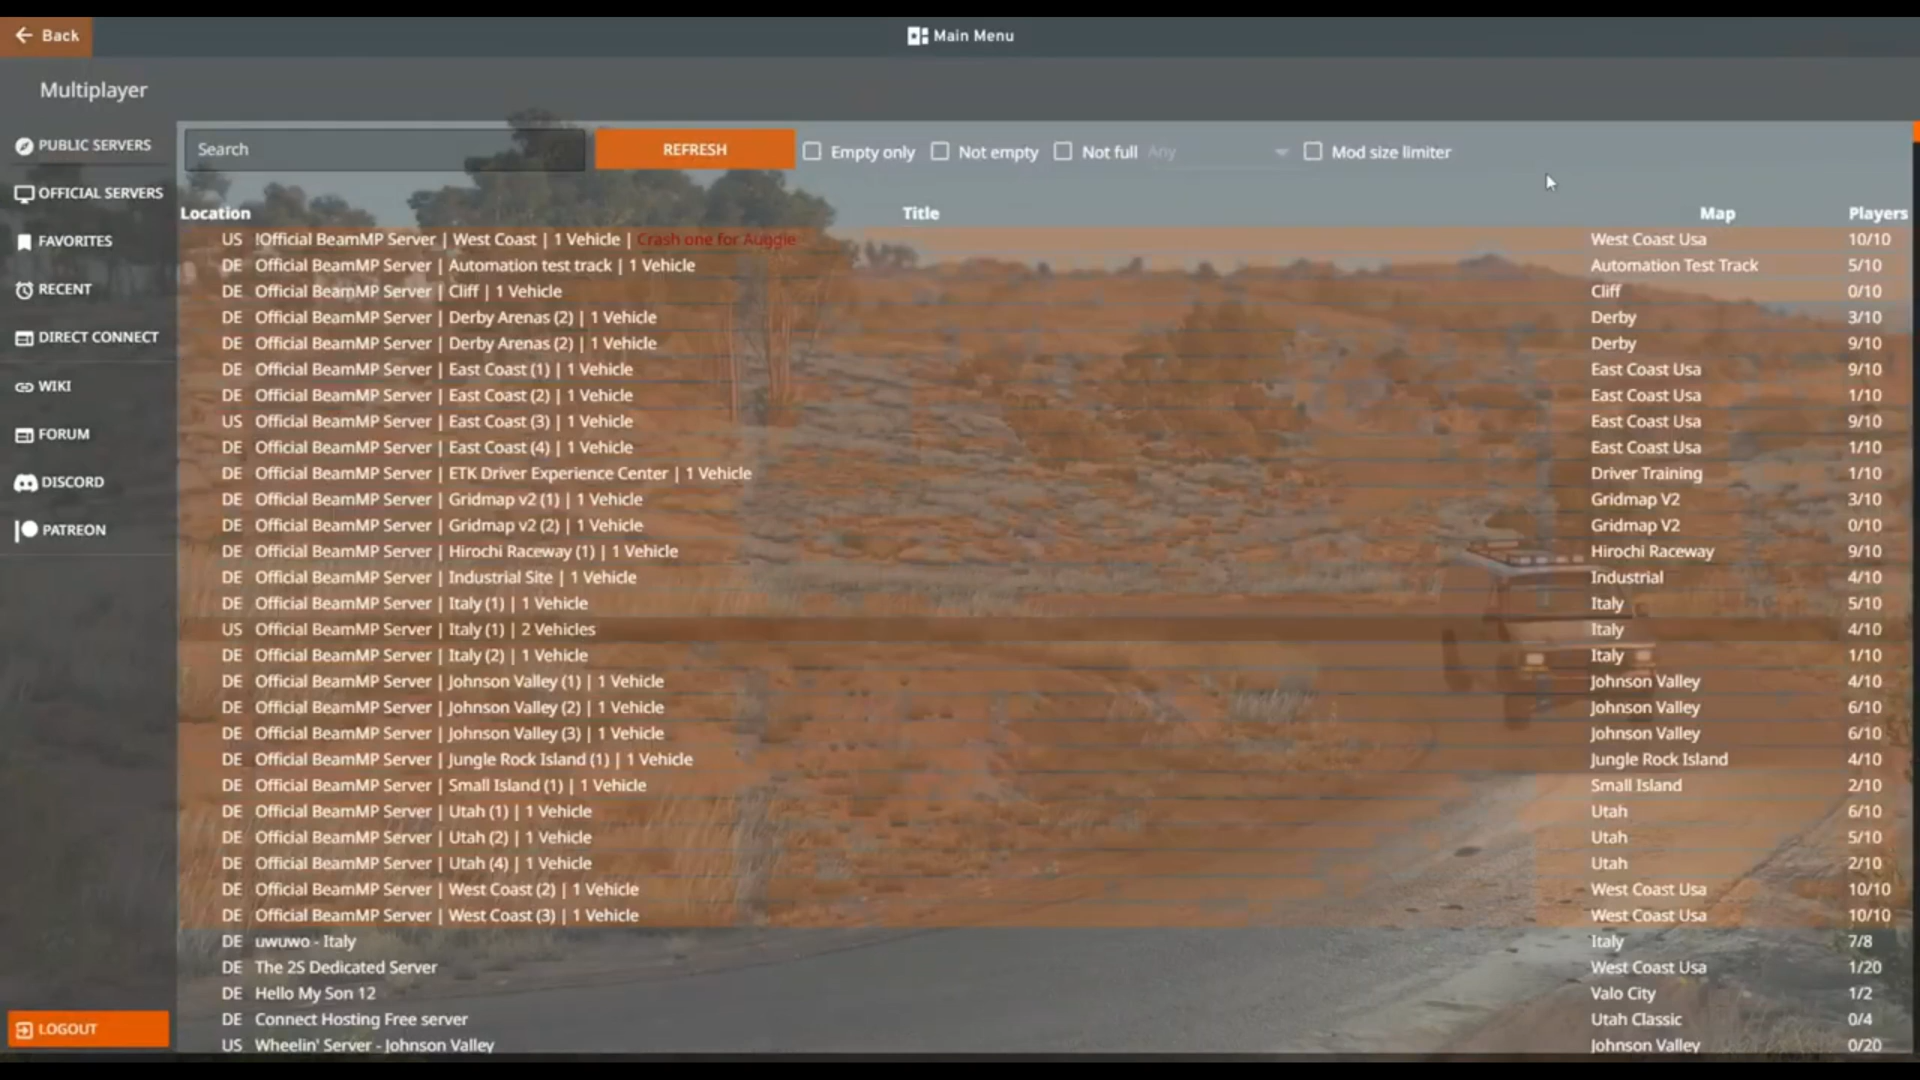 Back
Main Menu
Multiplayer
PUBLIC SERVERS
OFFICIAL SERVERS
FAVORITES
RECENT
DIRECT CONNECT
WIKI
FORUM
DISCORD
PATREON
LOGOUT
Search REFRESH Empty only Not empty Not full Any Mod size limiter
Location Title Map Players
US !Official BeamMP Server | West Coast | 1 Vehicle | Crash one for Auggie West Coast Usa 10/10
DE Official BeamMP Server | Automation test track | 1 Vehicle Automation Test Track 5/10
DE Official BeamMP Server | Cliff | 1 Vehicle Cliff 0/10
DE Official BeamMP Server | Derby Arenas (2) | 1 Vehicle Derby 3/10
DE Official BeamMP Server | Derby Arenas (2) | 1 Vehicle Derby 9/10
DE Official BeamMP Server | East Coast (1) | 1 Vehicle East Coast Usa 9/10
DE Official BeamMP Server | East Coast (2) | 1 Vehicle East Coast Usa 1/10
US Official BeamMP Server | East Coast (3) | 1 Vehicle East Coast Usa 9/10
DE Official BeamMP Server | East Coast (4) | 1 Vehicle East Coast Usa 1/10
DE Official BeamMP Server | ETK Driver Experience Center | 1 Vehicle Driver Training 1/10
DE Official BeamMP Server | Gridmap v2 (1) | 1 Vehicle Gridmap V2 3/10
DE Official BeamMP Server | Gridmap v2 (2) | 1 Vehicle Gridmap V2 0/10
DE Official BeamMP Server | Hirochi Raceway (1) | 1 Vehicle Hirochi Raceway 9/10
DE Official BeamMP Server | Industrial Site | 1 Vehicle Industrial 4/10
DE Official BeamMP Server | Italy (1) | 1 Vehicle Italy 5/10
US Official BeamMP Server | Italy (1) | 2 Vehicles Italy 4/10
DE Official BeamMP Server | Italy (2) | 1 Vehicle Italy 1/10
DE Official BeamMP Server | Johnson Valley (1) | 1 Vehicle Johnson Valley 4/10
DE Official BeamMP Server | Johnson Valley (2) | 1 Vehicle Johnson Valley 6/10
DE Official BeamMP Server | Johnson Valley (3) | 1 Vehicle Johnson Valley 6/10
DE Official BeamMP Server | Jungle Rock Island (1) | 1 Vehicle Jungle Rock Island 4/10
DE Official BeamMP Server | Small Island (1) | 1 Vehicle Small Island 2/10
DE Official BeamMP Server | Utah (1) | 1 Vehicle Utah 6/10
DE Official BeamMP Server | Utah (2) | 1 Vehicle Utah 5/10
DE Official BeamMP Server | Utah (4) | 1 Vehicle Utah 2/10
DE Official BeamMP Server | West Coast (2) | 1 Vehicle West Coast Usa 10/10
DE Official BeamMP Server | West Coast (3) | 1 Vehicle West Coast Usa 10/10
DE uwuwo - Italy Italy 7/8
DE The 2S Dedicated Server West Coast Usa 1/20
DE Hello My Son 12 Valo City 1/2
DE Connect Hosting Free server Utah Classic 0/4
US Wheelin' Server - Johnson Valley Johnson Valley 0/20